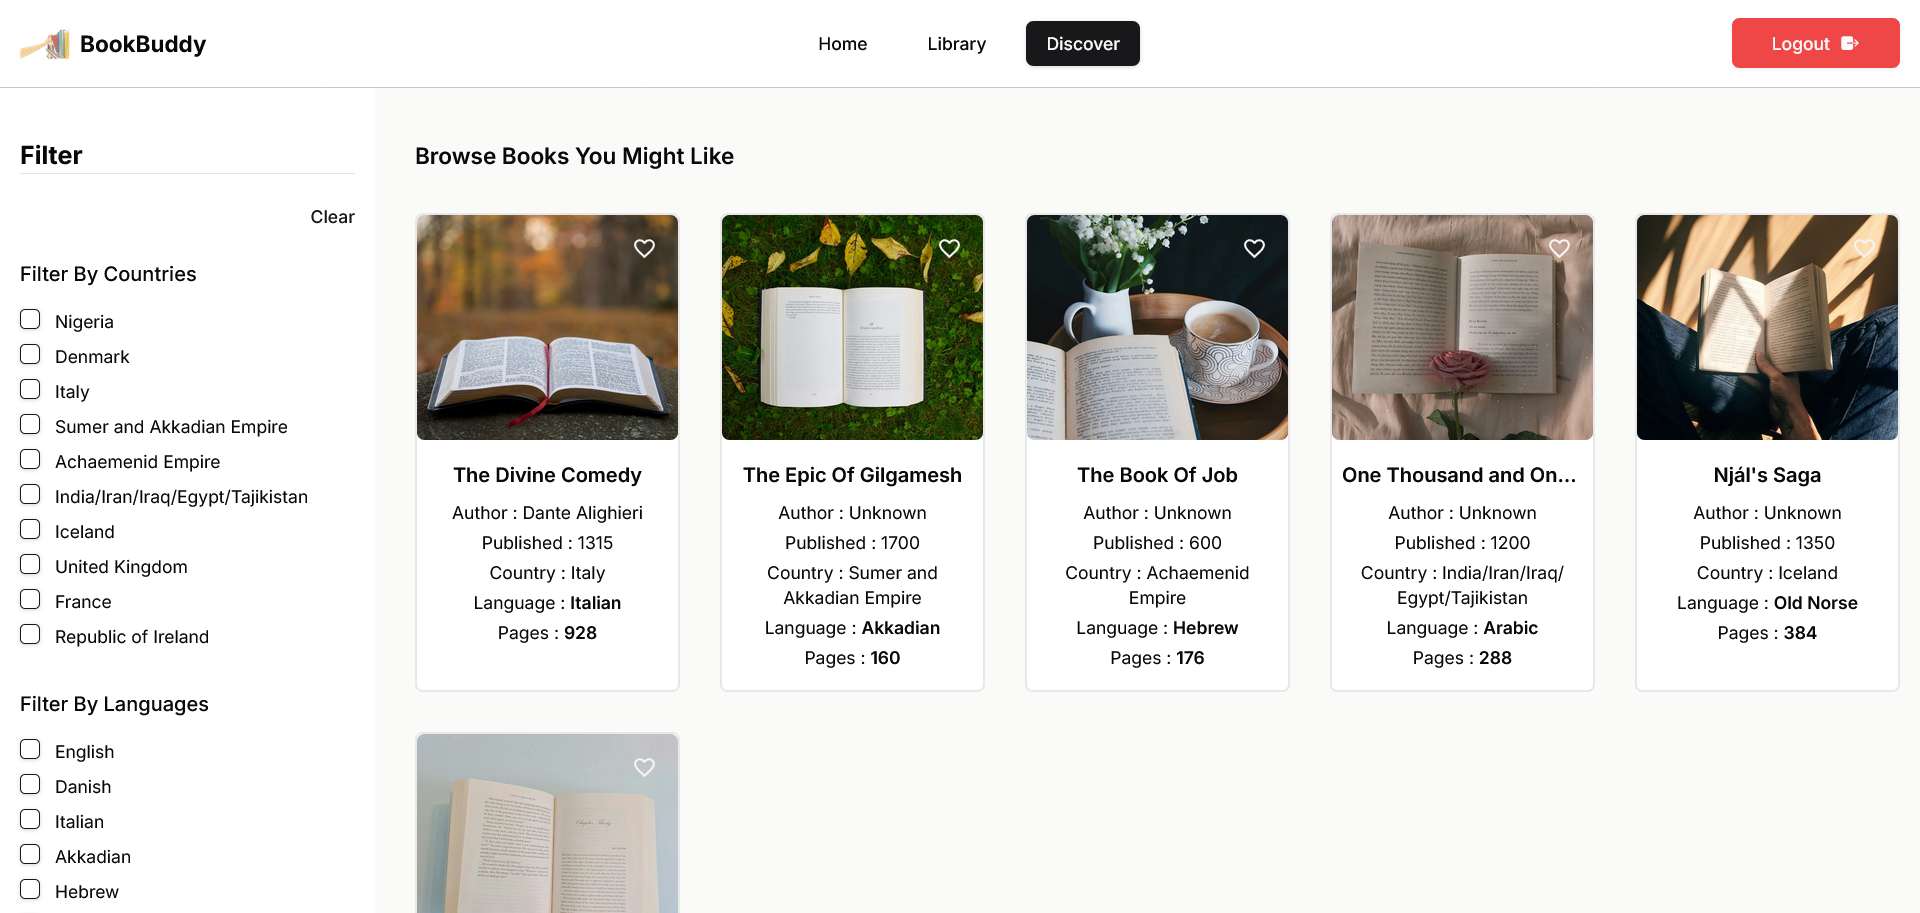 BookBuddy
Home
Library
Discover
Logout
Filter
Clear
Filter By Countries
Nigeria
Denmark
Italy
Sumer and Akkadian Empire
Achaemenid Empire
India/Iran/Iraq/Egypt/Tajikistan
Iceland
United Kingdom
France
Republic of Ireland
Filter By Languages
English
Danish
Italian
Akkadian
Hebrew
Browse Books You Might Like
The Divine Comedy
Author : Dante Alighieri
Published : 1315
Country : Italy
Language : Italian
Pages : 928
The Epic Of Gilgamesh
Author : Unknown
Published : 1700
Country : Sumer and
Akkadian Empire
Language : Akkadian
Pages : 160
The Book Of Job
Author : Unknown
Published : 600
Country : Achaemenid
Empire
Language : Hebrew
Pages : 176
One Thousand and On...
Author : Unknown
Published : 1200
Country : India/Iran/Iraq/
Egypt/Tajikistan
Language : Arabic
Pages : 288
Njál's Saga
Author : Unknown
Published : 1350
Country : Iceland
Language : Old Norse
Pages : 384